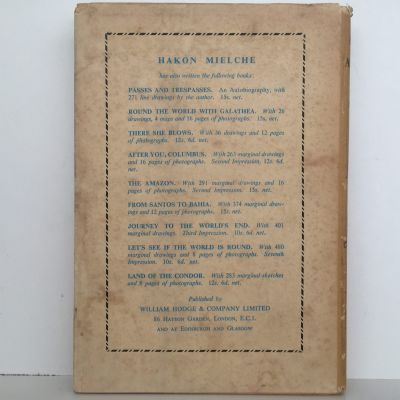 HAKON MIELCHE
has also written the following books:
PASSES AND TRESPASSES. An Autobiography, with
271 line drawings by the author. 15s. net.
ROUND THE WORLD WITH GALATHEA. With 26
drawings, 4 maps and 16 pages of photographs. 15s. net.
THERE SHE BLOWS. With 56 drawings and 12 pages
of photographs. 12s. 6d. net.
AFTER YOU, COLUMBUS. With 263 marginal drawings
and 16 pages of photographs. Second Impression. 12s. 6d.
net.
THE AMAZON. With 291 marginal drawings and 16
pages of photographs. Second Impression. 15s. net.
FROM SANTOS TO BAHIA. With 374 marginal draw-
ings and 12 pages of photographs. 15s. net.
JOURNEY TO THE WORLD'S END. With 401
marginal drawings. Third Impression. 10s. 6d. net.
LET'S SEE IF THE WORLD IS ROUND. With 480
marginal drawings and 8 pages of photographs. Seventh
Impression. 10s. 6d. net.
LAND OF THE CONDOR. With 283 marginal sketches
and 8 pages of photographs. 12s. 6d. net.
Published by
WILLIAM HODGE & COMPANY LIMITED
86 HATTON GARDEN, LONDON, E.C.1.
AND AT EDINBURGH AND GLASGOW